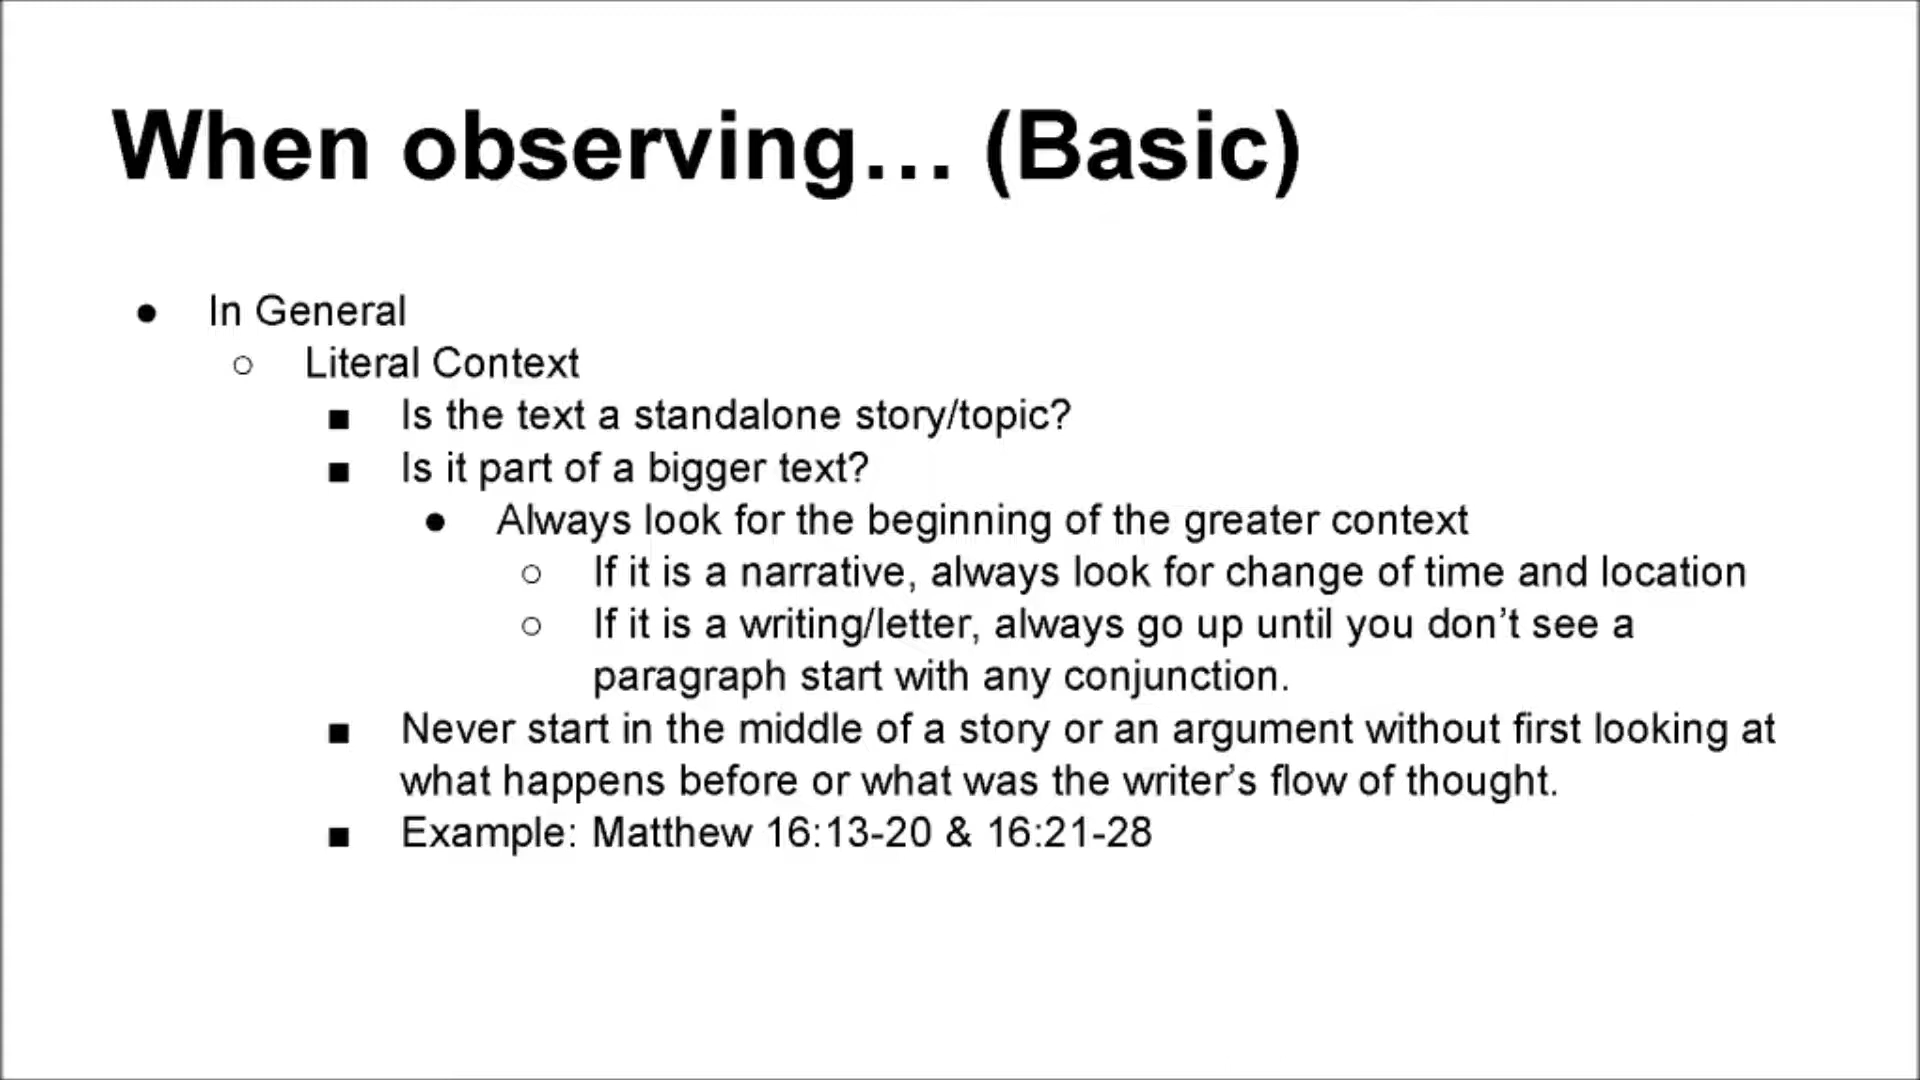 When observing… (Basic)
● In General
○ Literal Context
■ Is the text a standalone story/topic?
■ Is it part of a bigger text?
● Always look for the beginning of the greater context
○ If it is a narrative, always look for change of time and location
○ If it is a writing/letter, always go up until you don’t see a
paragraph start with any conjunction.
■ Never start in the middle of a story or an argument without first looking at
what happens before or what was the writer’s flow of thought.
■ Example: Matthew 16:13-20 & 16:21-28